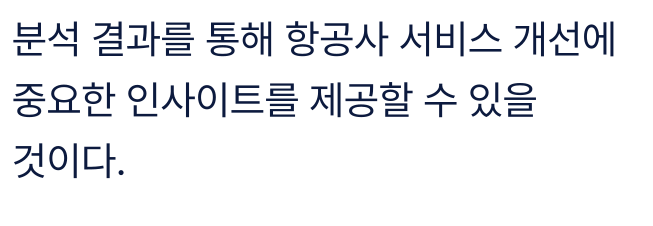 분석 결과를 통해 항공사 서비스 개선에
중요한 인사이트를 제공할 수 있을
것이다.